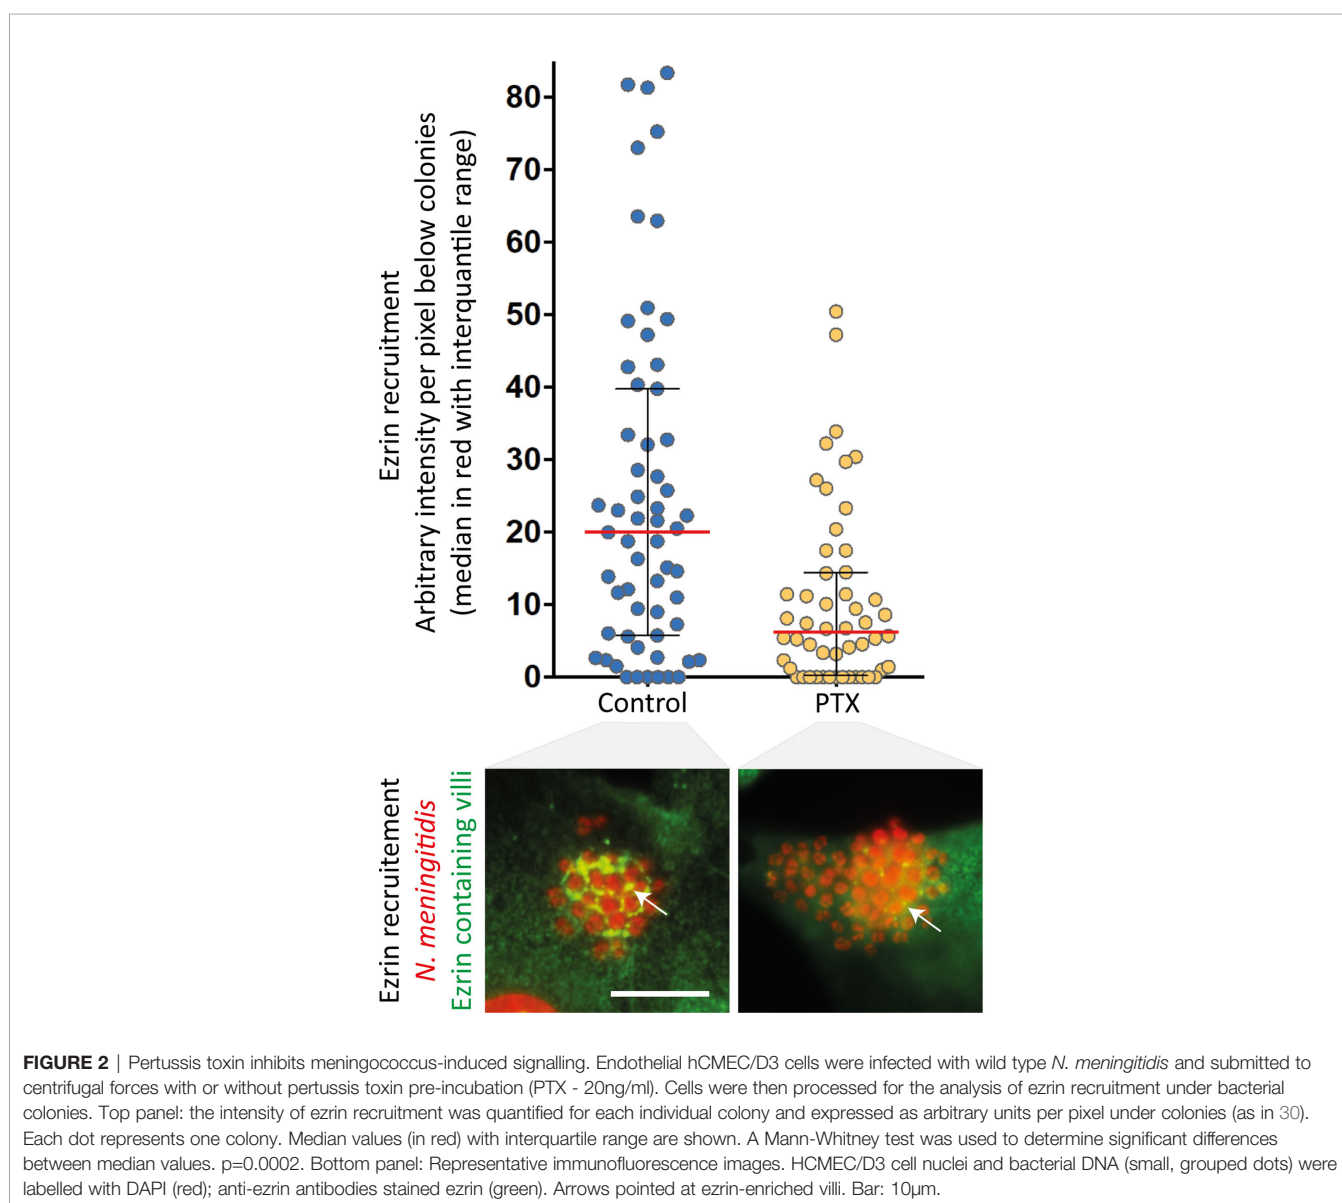 Ezrin recruitment
Arbitrary intensity per pixel below colonies
(median in red with interquantile range)
80
70
60
50
40
30
20
10
0
Control
PTX
Ezrin recruitement
N. meningitidis
Ezrin containing villi
FIGURE 2 | Pertussis toxin inhibits meningococcus-induced signalling. Endothelial hCMEC/D3 cells were infected with wild type N. meningitidis and submitted to
centrifugal forces with or without pertussis toxin pre-incubation (PTX - 20ng/ml). Cells were then processed for the analysis of ezrin recruitment under bacterial
colonies. Top panel: the intensity of ezrin recruitment was quantified for each individual colony and expressed as arbitrary units per pixel under colonies (as in 30).
Each dot represents one colony. Median values (in red) with interquartile range are shown. A Mann-Whitney test was used to determine significant differences
between median values. p=0.0002. Bottom panel: Representative immunofluorescence images. HCMEC/D3 cell nuclei and bacterial DNA (small, grouped dots) were
labelled with DAPI (red); anti-ezrin antibodies stained ezrin (green). Arrows pointed at ezrin-enriched villi. Bar: 10µm.